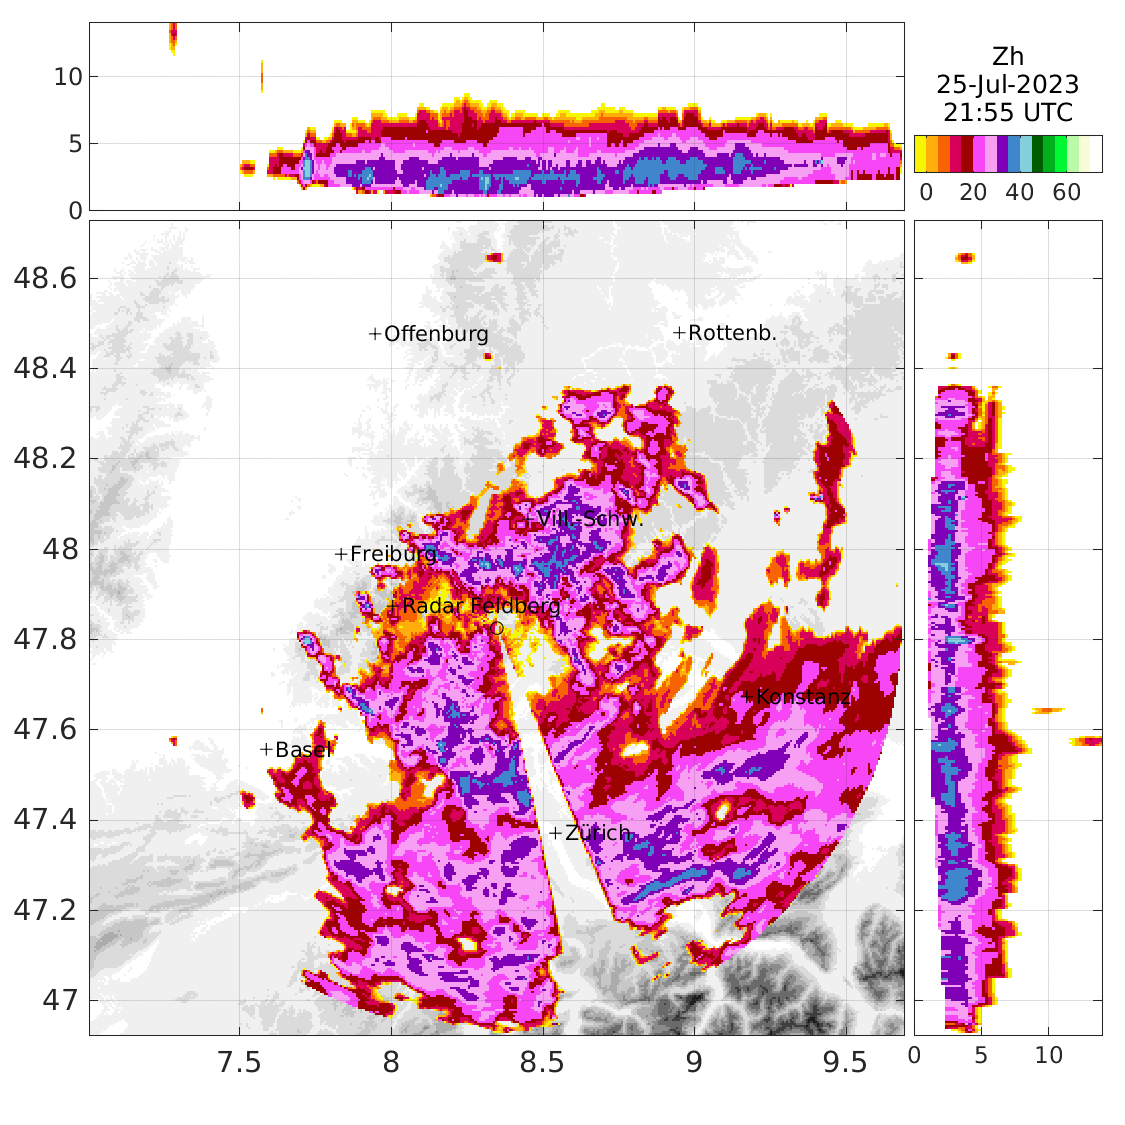 10
5
0
Zh
25-Jul-2023
21:55 UTC
0 20 40 60
48.6
48.4
48.2
48
47.8
47.6
47.4
47.2
47
Offenburg
Rottenb.
Vill.-Schw.
Freiburg
Radar Feldberg
Konstanz
Basel
Zürich
7.5 8 8.5 9 9.5
0 5 10